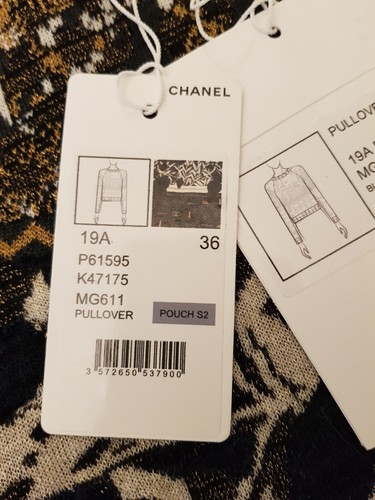 CHANEL
19A
36
P61595
K47175
MG611
PULLOVER
POUCH S2
3 572650 537900
PULLOVER
19A
MG